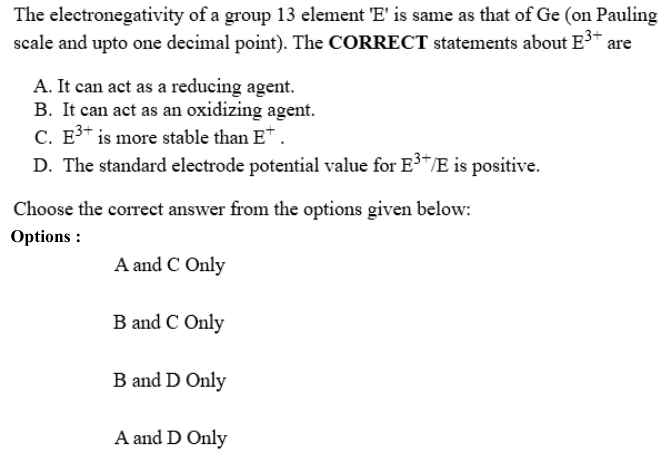 The electronegativity of a group 13 element 'E' is same as that of Ge (on Pauling
scale and upto one decimal point). The CORRECT statements about E³⁺ are
A. It can act as a reducing agent.
B. It can act as an oxidizing agent.
C. E³⁺ is more stable than E⁺ .
D. The standard electrode potential value for E³⁺/E is positive.
Choose the correct answer from the options given below:
Options :
A and C Only
B and C Only
B and D Only
A and D Only